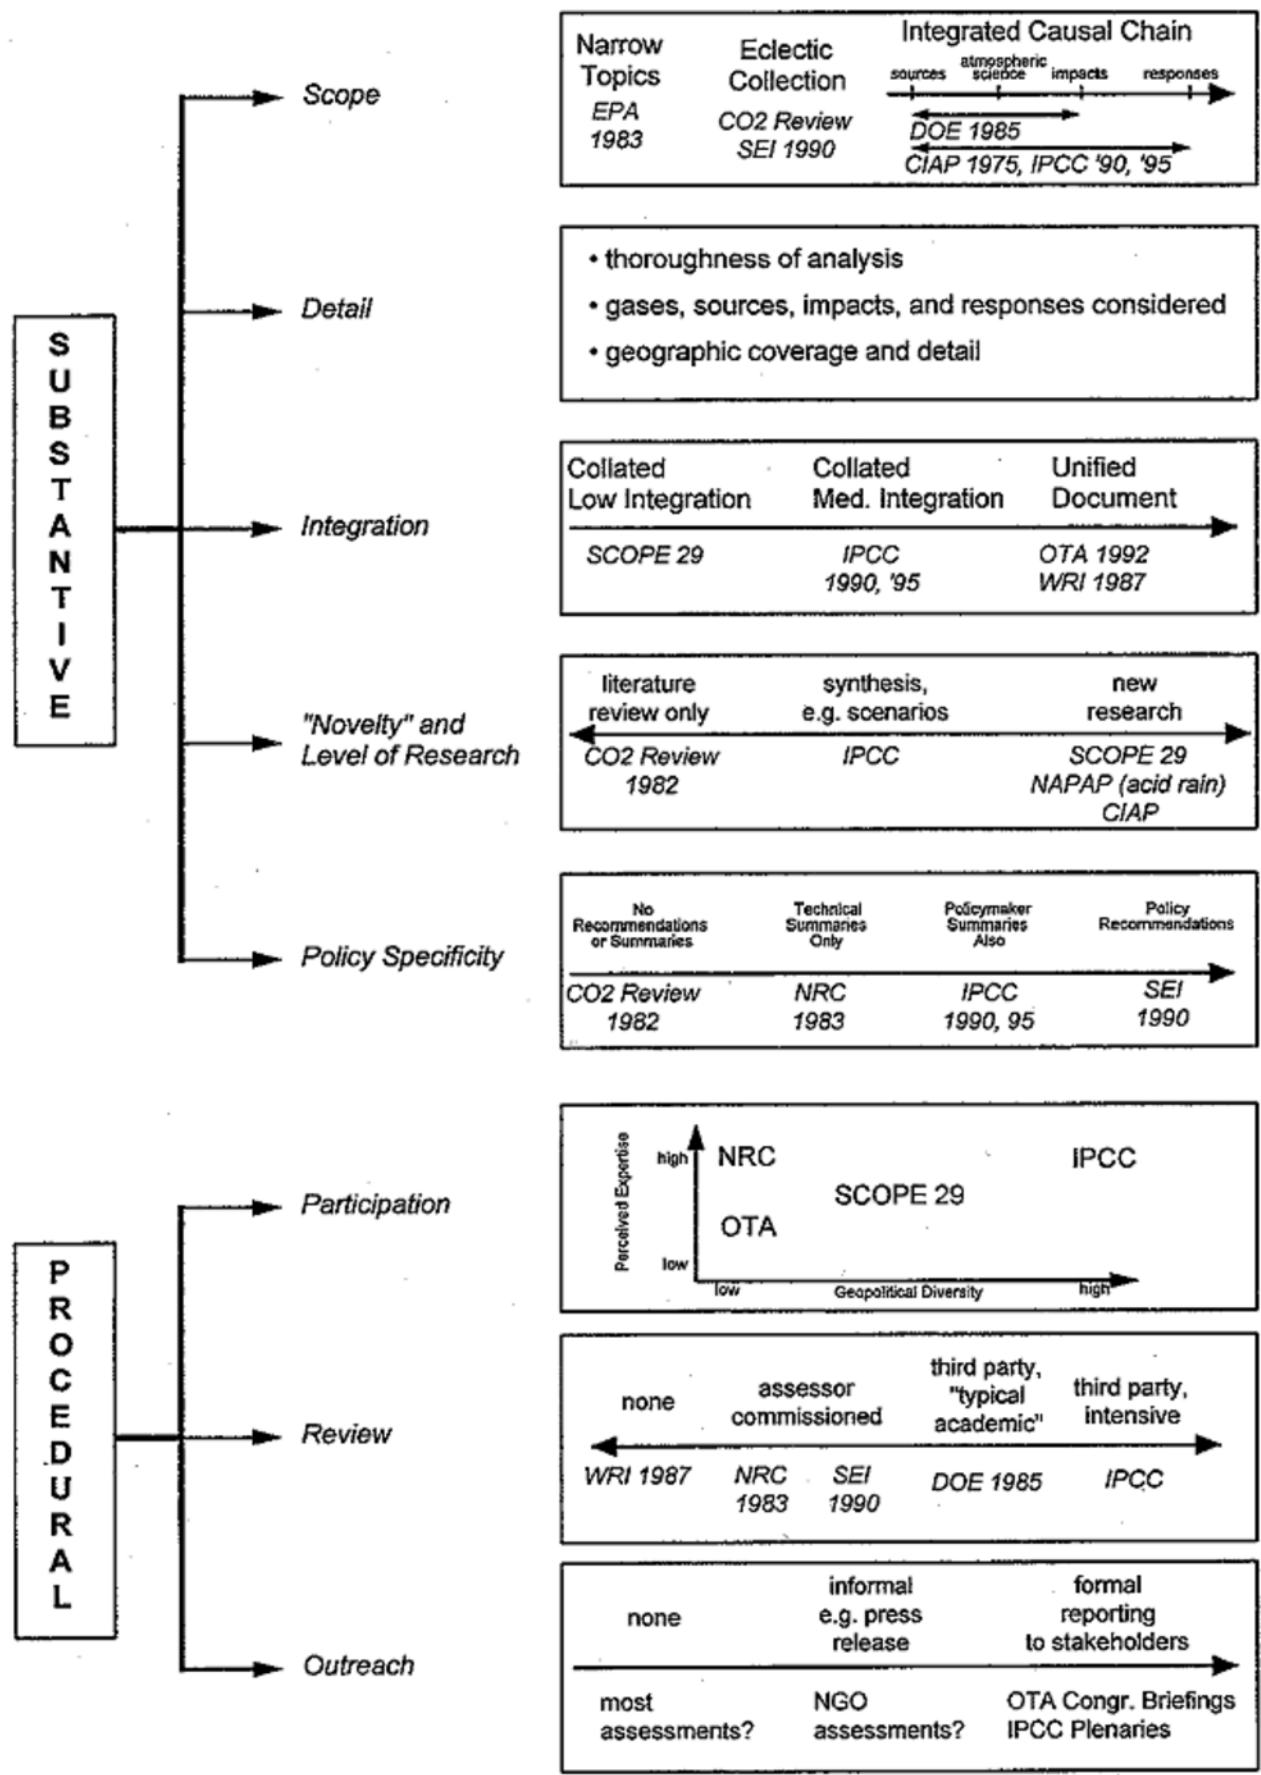 SUBSTANTIVE
Scope
Narrow
Topics
EPA
1983
Eclectic
Collection
CO2 Review
SEI 1990
Integrated Causal Chain
sources
atmospheric
science
impacts
responses
DOE 1985
CIAP 1975, IPCC '90, '95
Detail
• thoroughness of analysis
• gases, sources, impacts, and responses considered
• geographic coverage and detail
Integration
Collated
Low Integration
Collated
Med. Integration
Unified
Document
SCOPE 29
IPCC
1990, '95
OTA 1992
WRI 1987
"Novelty" and
Level of Research
literature
review only
synthesis,
e.g. scenarios
new
research
CO2 Review
1982
IPCC
SCOPE 29
NAPAP (acid rain)
CIAP
Policy Specificity
No
Recommendations
or Summaries
Technical
Summaries
Only
Policymaker
Summaries
Also
Policy
Recommendations
CO2 Review
1982
NRC
1983
IPCC
1990, 95
SEI
1990
PROCEDURAL
Participation
Perceived Expertise
high
low
NRC
IPCC
SCOPE 29
OTA
low
Geopolitical Diversity
high
Review
none
assessor
commissioned
third party,
"typical
academic"
third party,
intensive
WRI 1987
NRC
1983
SEI
1990
DOE 1985
IPCC
Outreach
none
informal
e.g. press
release
formal
reporting
to stakeholders
most
assessments?
NGO
assessments?
OTA Congr. Briefings
IPCC Plenaries